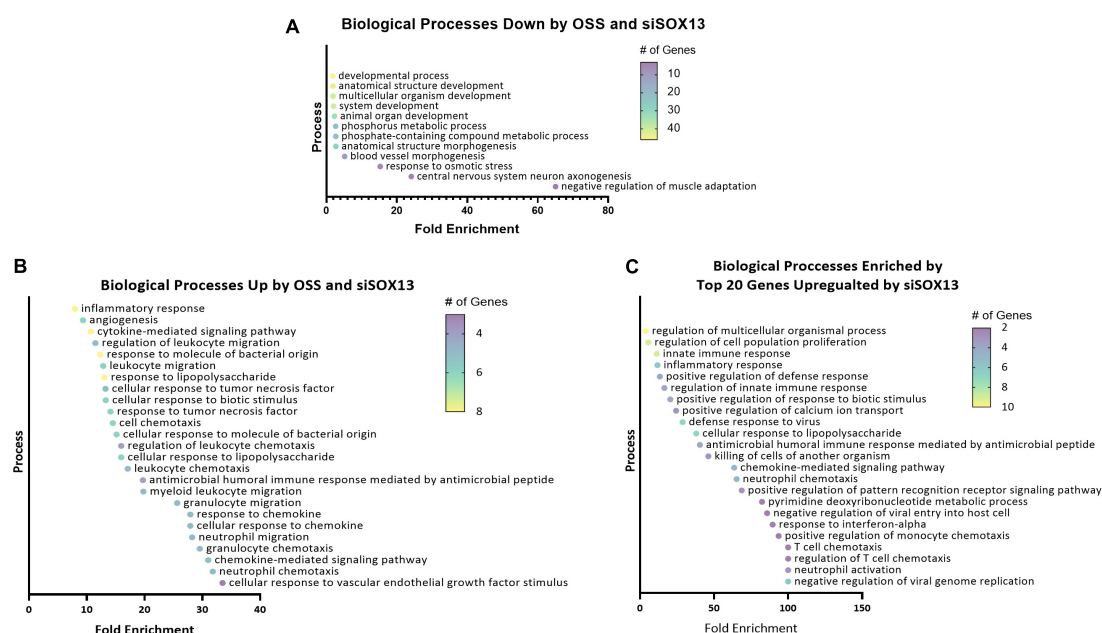 A
Biological Processes Down by OSS and siSOX13
# of Genes
10
20
30
40
Process
developmental process
anatomical structure development
multicellular organism development
system development
animal organ development
phosphorus metabolic process
phosphate-containing compound metabolic process
anatomical structure morphogenesis
blood vessel morphogenesis
response to osmotic stress
central nervous system neuron axonogenesis
negative regulation of muscle adaptation
0 20 40 60 80
Fold Enrichment
B
Biological Processes Up by OSS and siSOX13
# of Genes
4
6
8
Process
inflammatory response
angiogenesis
cytokine-mediated signaling pathway
regulation of leukocyte migration
response to molecule of bacterial origin
leukocyte migration
response to lipopolysaccharide
cellular response to tumor necrosis factor
cellular response to biotic stimulus
response to tumor necrosis factor
cell chemotaxis
cellular response to molecule of bacterial origin
regulation of leukocyte chemotaxis
cellular response to lipopolysaccharide
leukocyte chemotaxis
antimicrobial humoral immune response mediated by antimicrobial peptide
myeloid leukocyte migration
granulocyte migration
response to chemokine
cellular response to chemokine
neutrophil migration
granulocyte chemotaxis
chemokine-mediated signaling pathway
neutrophil chemotaxis
cellular response to vascular endothelial growth factor stimulus
0 10 20 30 40
Fold Enrichment
C
Biological Proccesses Enriched by
Top 20 Genes Upregualted by siSOX13
# of Genes
2
4
6
8
10
Process
regulation of multicellular organismal process
regulation of cell population proliferation
innate immune response
inflammatory response
positive regulation of defense response
regulation of innate immune response
positive regulation of response to biotic stimulus
positive regulation of calcium ion transport
defense response to virus
cellular response to lipopolysaccharide
antimicrobial humoral immune response mediated by antimicrobial peptide
killing of cells of another organism
chemokine-mediated signaling pathway
neutrophil chemotaxis
positive regulation of pattern recognition receptor signaling pathway
pyrimidine deoxyribonucleotide metabolic process
negative regulation of viral entry into host cell
response to interferon-alpha
positive regulation of monocyte chemotaxis
T cell chemotaxis
regulation of T cell chemotaxis
neutrophil activation
negative regulation of viral genome replication
0 50 100 150
Fold Enrichment